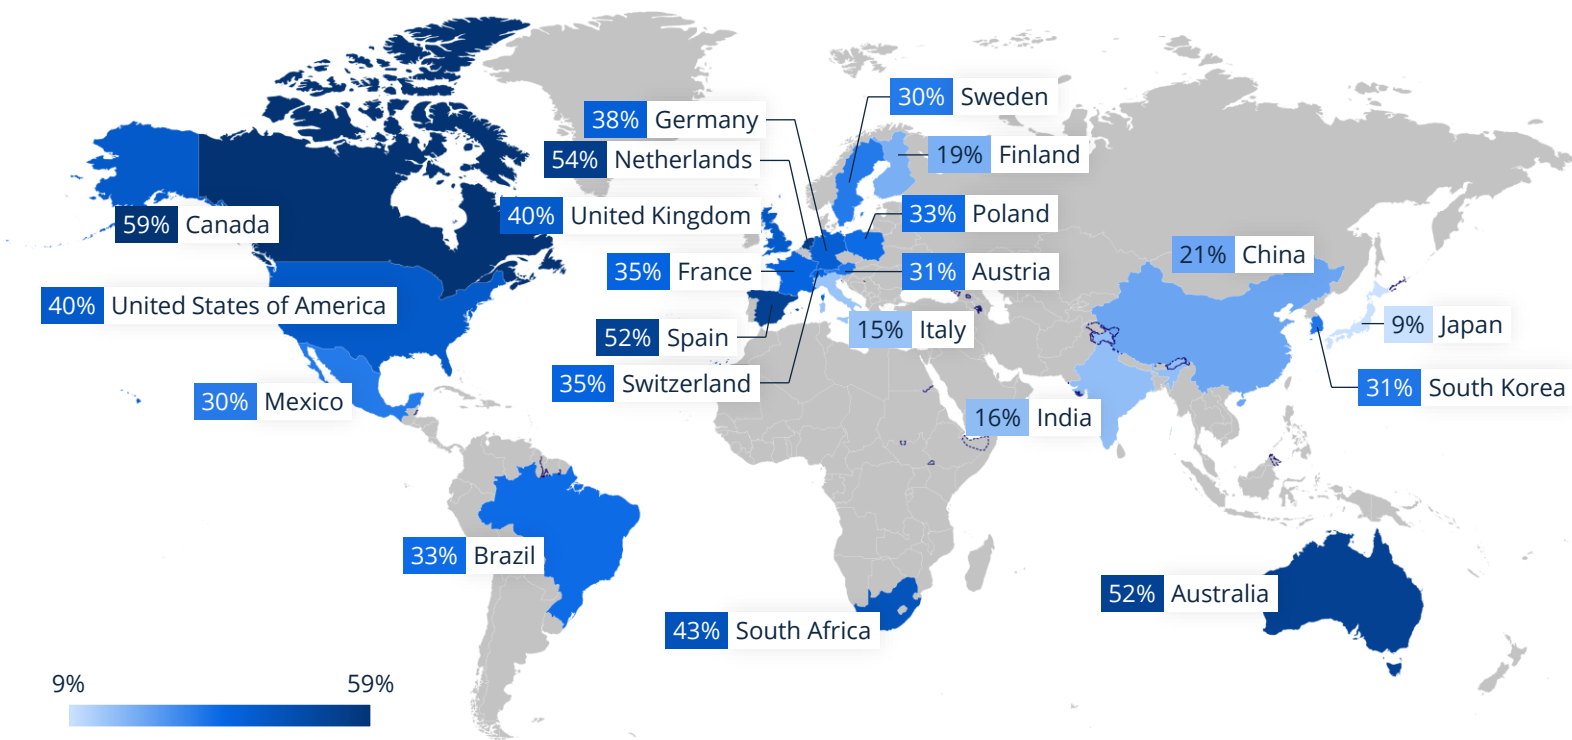 30% Sweden
38% Germany
19% Finland
54% Netherlands
40% United Kingdom
33% Poland
59% Canada
21% China
35% France
31% Austria
40% United States of America
9% Japan
15% Italy
52% Spain
35% Switzerland
31% South Korea
30% Mexico
16% India
33% Brazil
52% Australia
43% South Africa
9% 59%